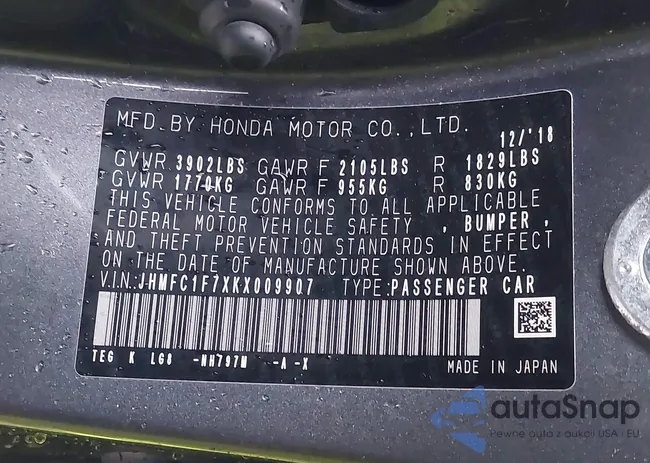 MFD.BY HONDA MOTOR CO.,LTD. 12/'18
GVWR 3902LBS GAWR F 2105LBS R 1829LBS
GVWR 1770KG GAWR F 955KG R 830KG
THIS VEHICLE CONFORMS TO ALL APPLICABLE
FEDERAL MOTOR VEHICLE SAFETY , BUMPER ,
AND THEFT PREVENTION STANDARDS IN EFFECT
ON THE DATE OF MANUFACTURE SHOWN ABOVE.
V.IN:JHMFC1F7XKX009907 TYPE:PASSENGER CAR
TEG K LG8 -NH797M -A -X MADE IN JAPAN
autoSnap
Pewne auta z aukcji USA i EU